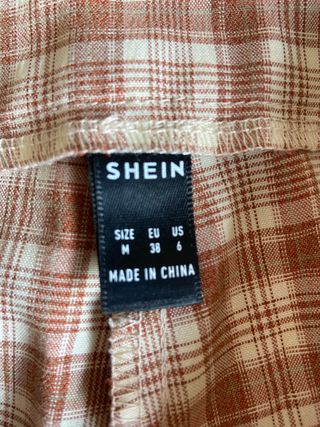 SHEIN
SIZE EU US
M 38 6
MADE IN CHINA